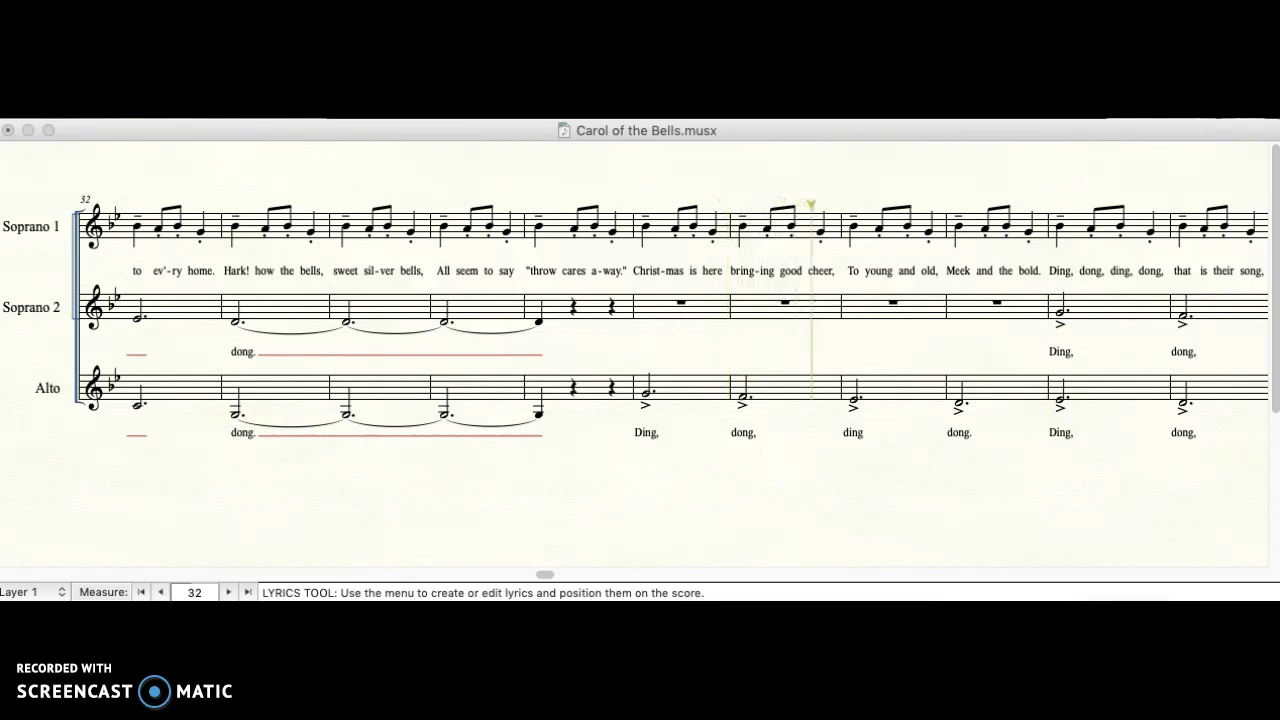 Carol of the Bells.musx
32
Soprano 1
to ev'-ry home. Hark! how the bells, sweet sil-ver bells, All seem to say "throw cares a-way." Christ-mas is here bring-ing good cheer, To young and old, Meek and the bold. Ding, dong, ding, dong, that is their song,
Soprano 2
dong. Ding, dong,
Alto
dong. Ding, dong, ding dong. Ding, dong,
Layer 1 Measure: 32 LYRICS TOOL: Use the menu to create or edit lyrics and position them on the score.
RECORDED WITH
SCREENCAST MATIC